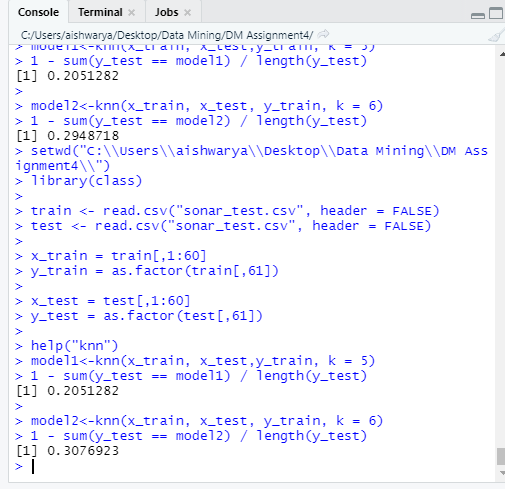 Console Terminal × Jobs ×
C:/Users/aishwarya/Desktop/Data Mining/DM Assignment4/
> model1<-knn(x_train, x_test,y_train, k = 5)
> 1 - sum(y_test == model1) / length(y_test)
[1] 0.2051282
>
> model2<-knn(x_train, x_test, y_train, k = 6)
> 1 - sum(y_test == model2) / length(y_test)
[1] 0.2948718
> setwd("C:\\Users\\aishwarya\\Desktop\\Data Mining\\DM Ass
ignment4\\")
> library(class)
>
> train <- read.csv("sonar_test.csv", header = FALSE)
> test <- read.csv("sonar_test.csv", header = FALSE)
>
> x_train = train[,1:60]
> y_train = as.factor(train[,61])
>
> x_test = test[,1:60]
> y_test = as.factor(test[,61])
>
> help("knn")
> model1<-knn(x_train, x_test,y_train, k = 5)
> 1 - sum(y_test == model1) / length(y_test)
[1] 0.2051282
>
> model2<-knn(x_train, x_test, y_train, k = 6)
> 1 - sum(y_test == model2) / length(y_test)
[1] 0.3076923
>